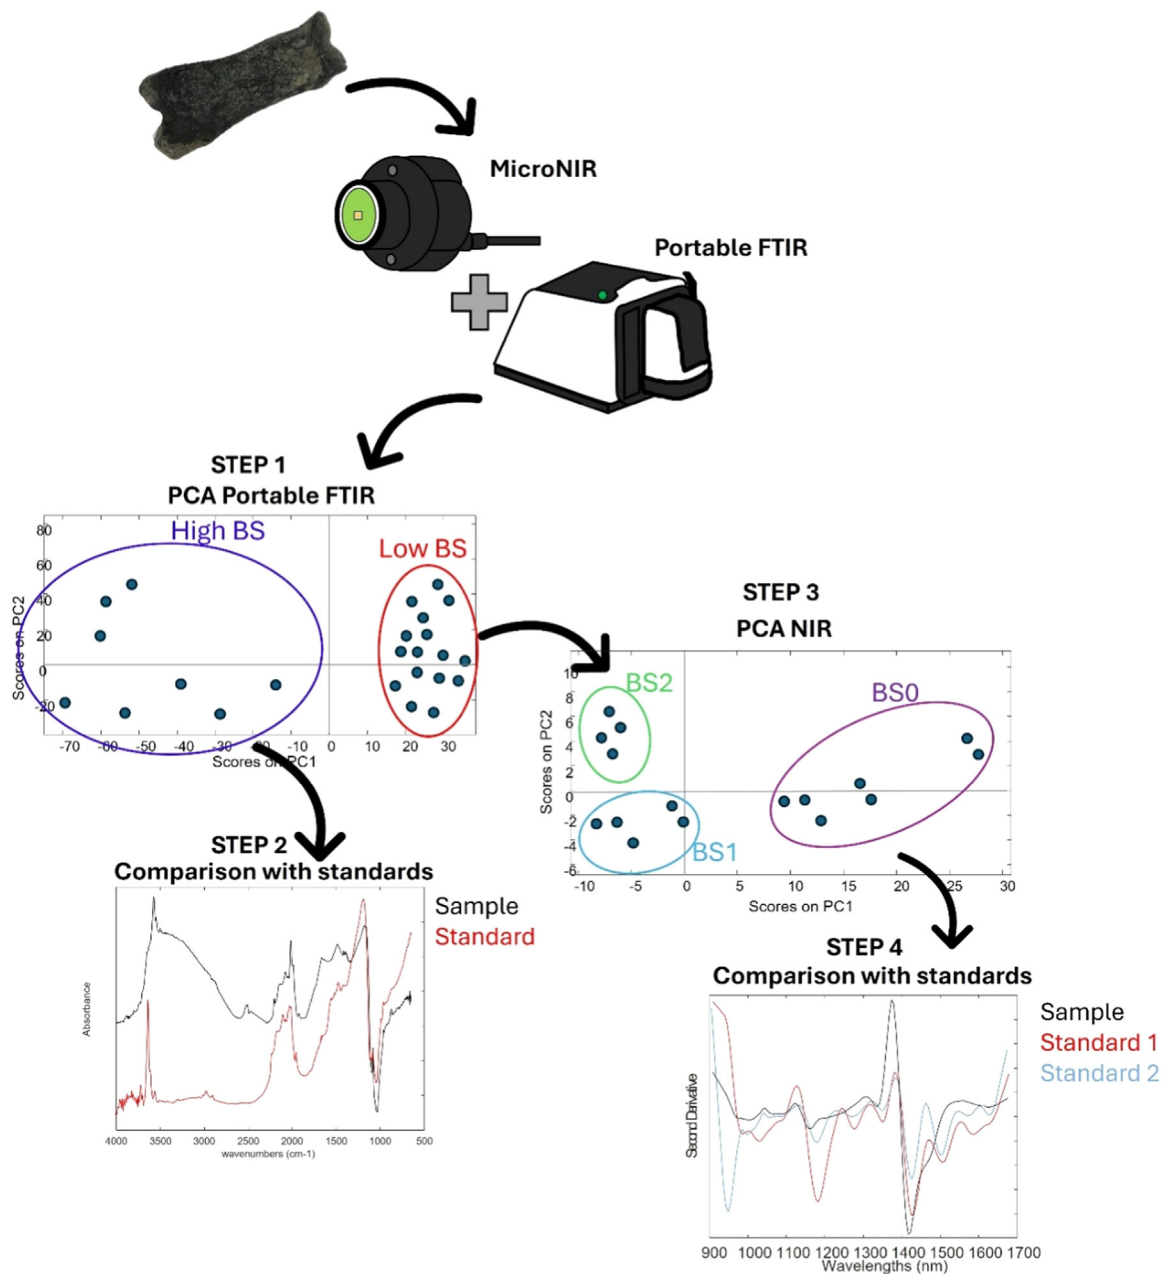 MicroNIR
Portable FTIR
STEP 1
PCA Portable FTIR
High BS
Low BS
80
60
40
20
0
-20
Scores on PC2
-70 -60 -50 -40 -30 -20 -10 0 10 20 30
Scores on PC1
STEP 2
Comparison with standards
Sample
Standard
Absorbance
4000 3500 3000 2500 2000 1500 1000 500
wavenumbers (cm-1)
STEP 3
PCA NIR
BS2
BS0
BS1
10
8
6
4
2
0
-2
-4
-6
Scores on PC2
-10 -5 0 5 10 15 20 25 30
Scores on PC1
STEP 4
Comparison with standards
Sample
Standard 1
Standard 2
Second Derivative
900 1000 1100 1200 1300 1400 1500 1600 1700
Wavelengths (nm)